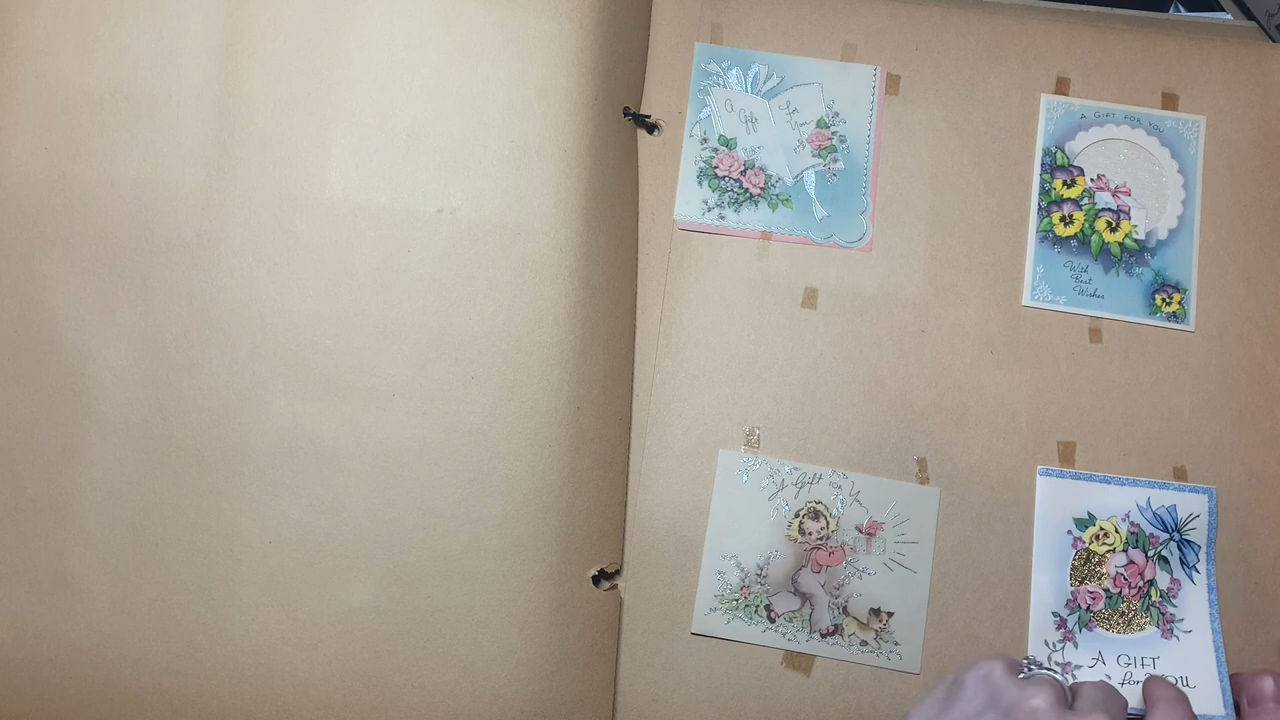 A Gift
For You
A GIFT FOR YOU
With
Best
Wishes
A Gift FOR You
A GIFT
for YOU